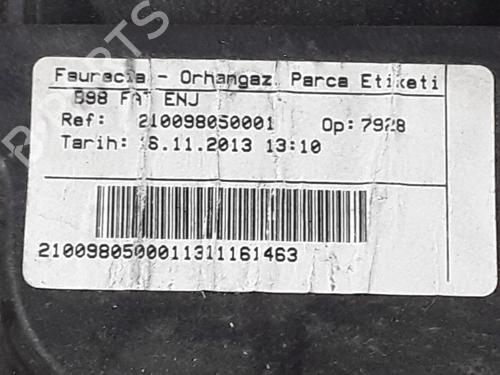 Faurecia - Orhangaz. Parca Etiketi
B98 FAT ENJ
Ref: 210098050001 Op: 7928
Tarih: 16.11.2013 13:10
2100980500011311161463